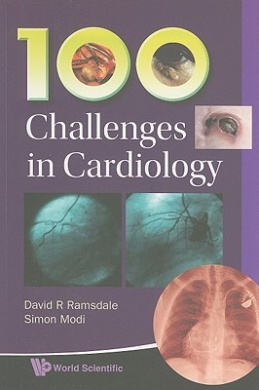 100
Challenges
in Cardiology
David R Ramsdale
Simon Modi
World Scientific